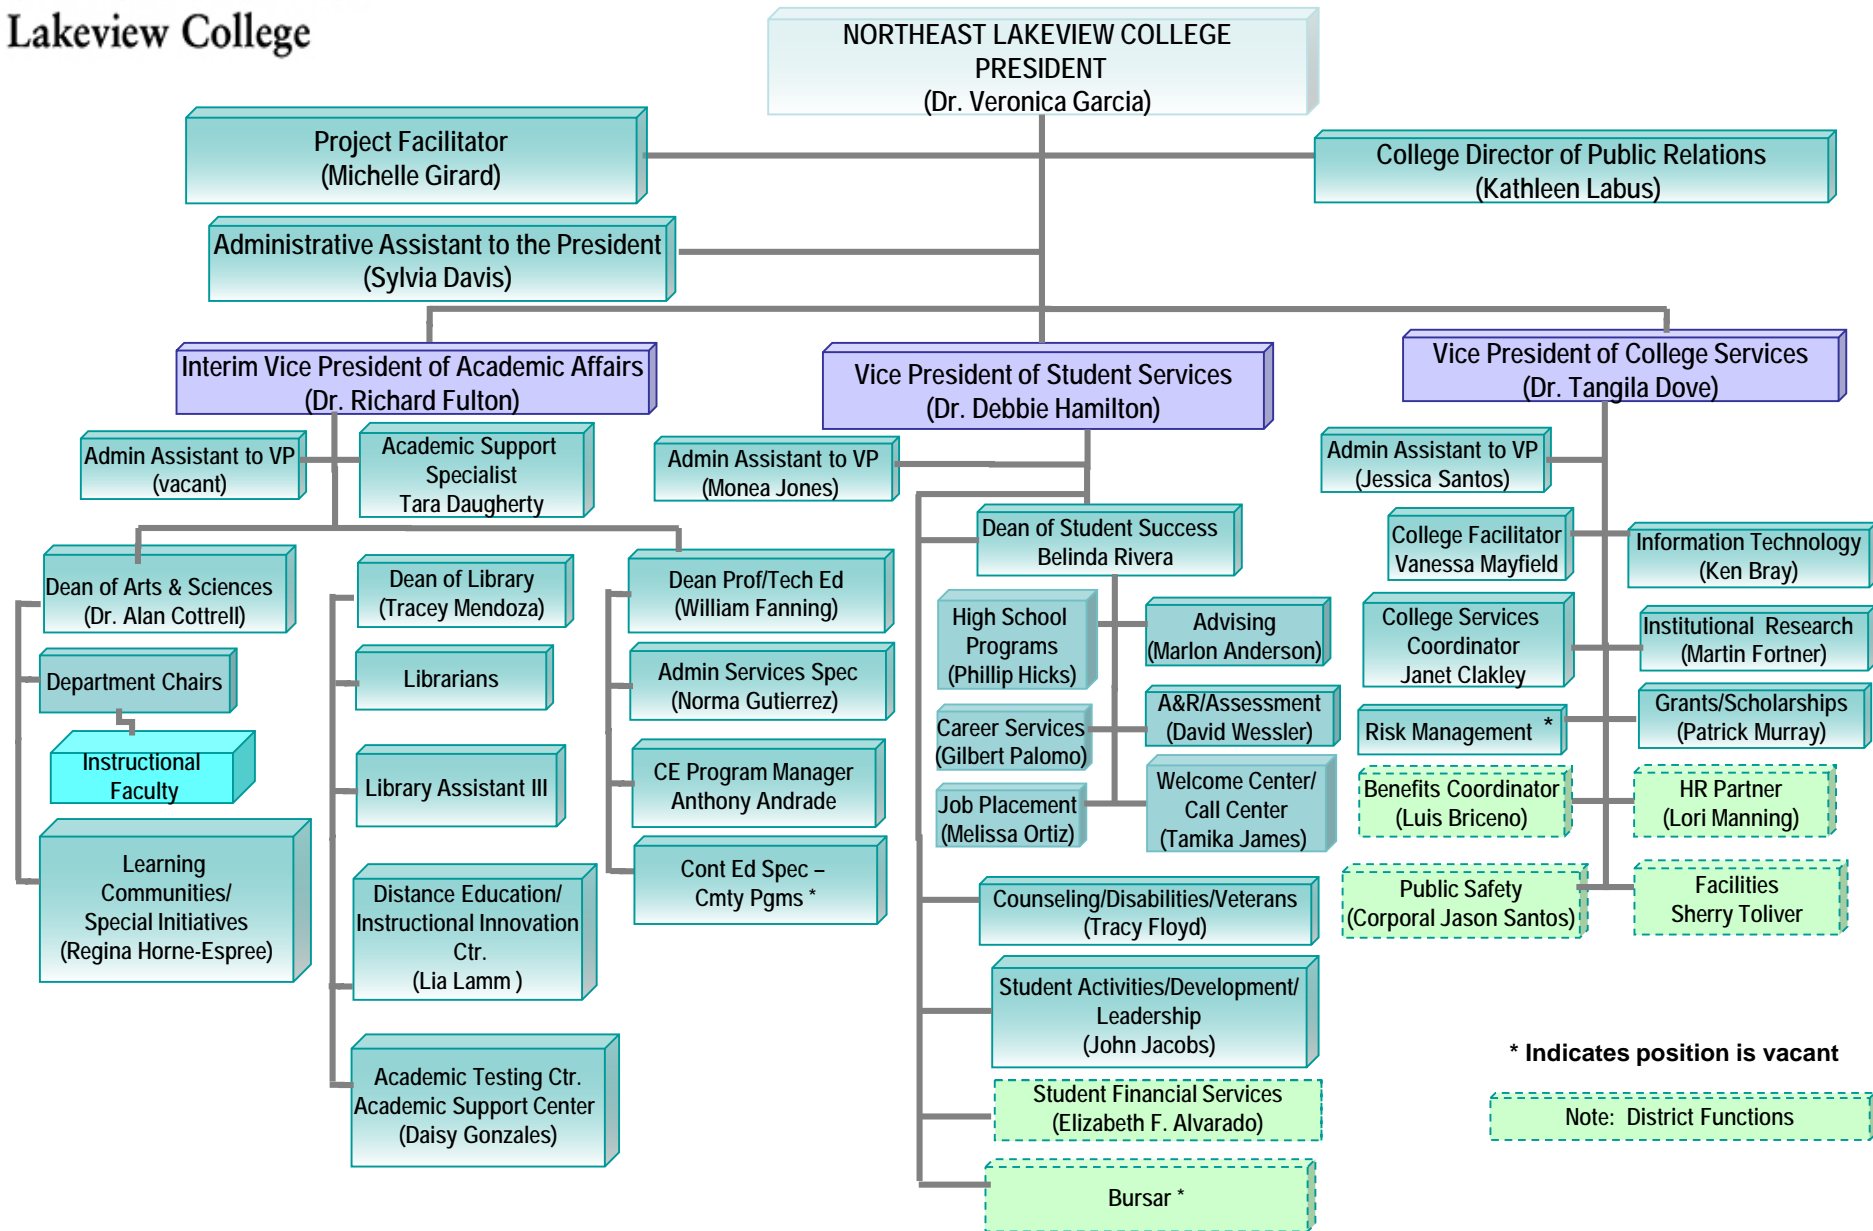 Lakeview College
NORTHEAST LAKEVIEW COLLEGE
PRESIDENT
(Dr. Veronica Garcia)
Project Facilitator
(Michelle Girard)
College Director of Public Relations
(Kathleen Labus)
Administrative Assistant to the President
(Sylvia Davis)
Interim Vice President of Academic Affairs
(Dr. Richard Fulton)
Vice President of Student Services
(Dr. Debbie Hamilton)
Vice President of College Services
(Dr. Tangila Dove)
Admin Assistant to VP
(vacant)
Academic Support
Specialist
Tara Daugherty
Dean of Arts & Sciences
(Dr. Alan Cottrell)
Department Chairs
Instructional
Faculty
Learning
Communities/
Special Initiatives
(Regina Horne-Espree)
Dean of Library
(Tracey Mendoza)
Librarians
Library Assistant III
Distance Education/
Instructional Innovation
Ctr.
(Lia Lamm )
Academic Testing Ctr.
Academic Support Center
(Daisy Gonzales)
Dean Prof/Tech Ed
(William Fanning)
Admin Services Spec
(Norma Gutierrez)
CE Program Manager
Anthony Andrade
Cont Ed Spec –
Cmty Pgms *
Admin Assistant to VP
(Monea Jones)
Dean of Student Success
Belinda Rivera
High School
Programs
(Phillip Hicks)
Advising
(Marlon Anderson)
Career Services
(Gilbert Palomo)
A&R/Assessment
(David Wessler)
Job Placement
(Melissa Ortiz)
Welcome Center/
Call Center
(Tamika James)
Counseling/Disabilities/Veterans
(Tracy Floyd)
Student Activities/Development/
Leadership
(John Jacobs)
Student Financial Services
(Elizabeth F. Alvarado)
Bursar *
Admin Assistant to VP
(Jessica Santos)
College Facilitator
Vanessa Mayfield
Information Technology
(Ken Bray)
College Services
Coordinator
Janet Clakley
Institutional Research
(Martin Fortner)
Risk Management *
Grants/Scholarships
(Patrick Murray)
Benefits Coordinator
(Luis Briceno)
HR Partner
(Lori Manning)
Public Safety
(Corporal Jason Santos)
Facilities
Sherry Toliver
* Indicates position is vacant
Note: District Functions